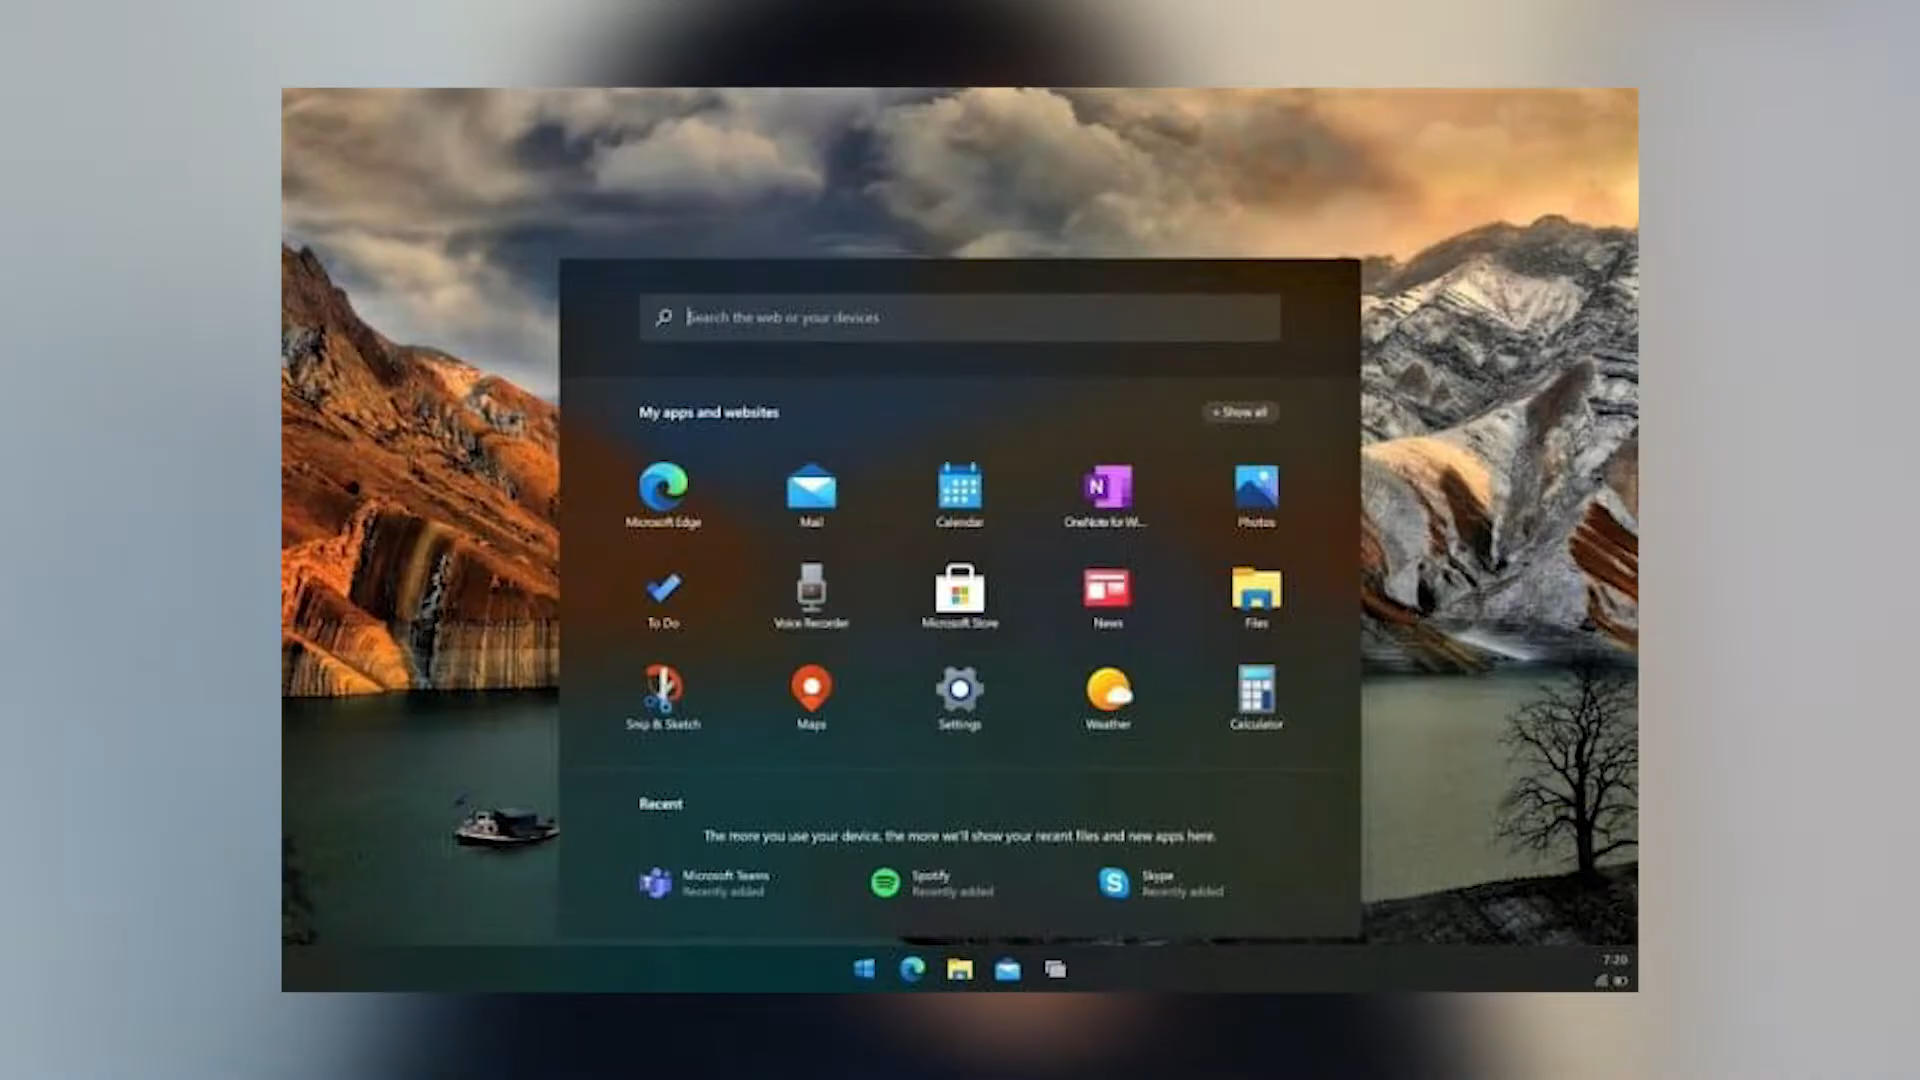 Search the web or your devices
My apps and websites
+ Show all
Microsoft Edge
Mail
Calendar
OneNote for W...
Photos
To Do
Voice Recorder
Microsoft Store
News
Files
Snip & Sketch
Maps
Settings
Weather
Calculator
Recent
The more you use your device, the more we'll show your recent files and new apps here.
Microsoft Teams
Recently added
Spotify
Recently added
Skype
Recently added
7:20